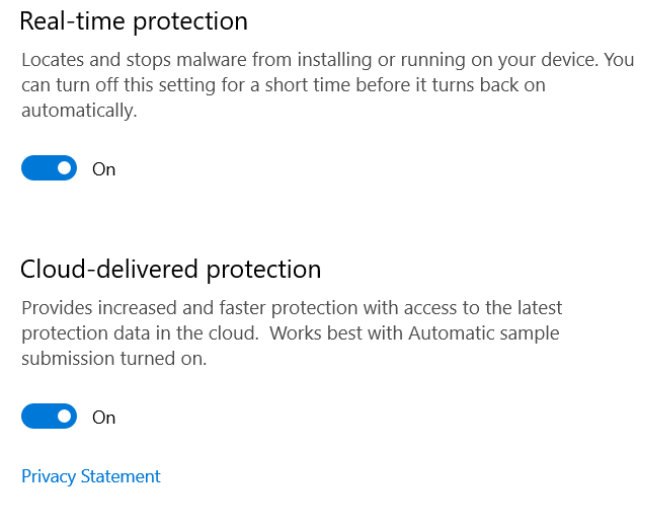 Real-time protection
Locates and stops malware from installing or running on your device. You
can turn off this setting for a short time before it turns back on
automatically.
On
Cloud-delivered protection
Provides increased and faster protection with access to the latest
protection data in the cloud.  Works best with Automatic sample
submission turned on.
On
Privacy Statement